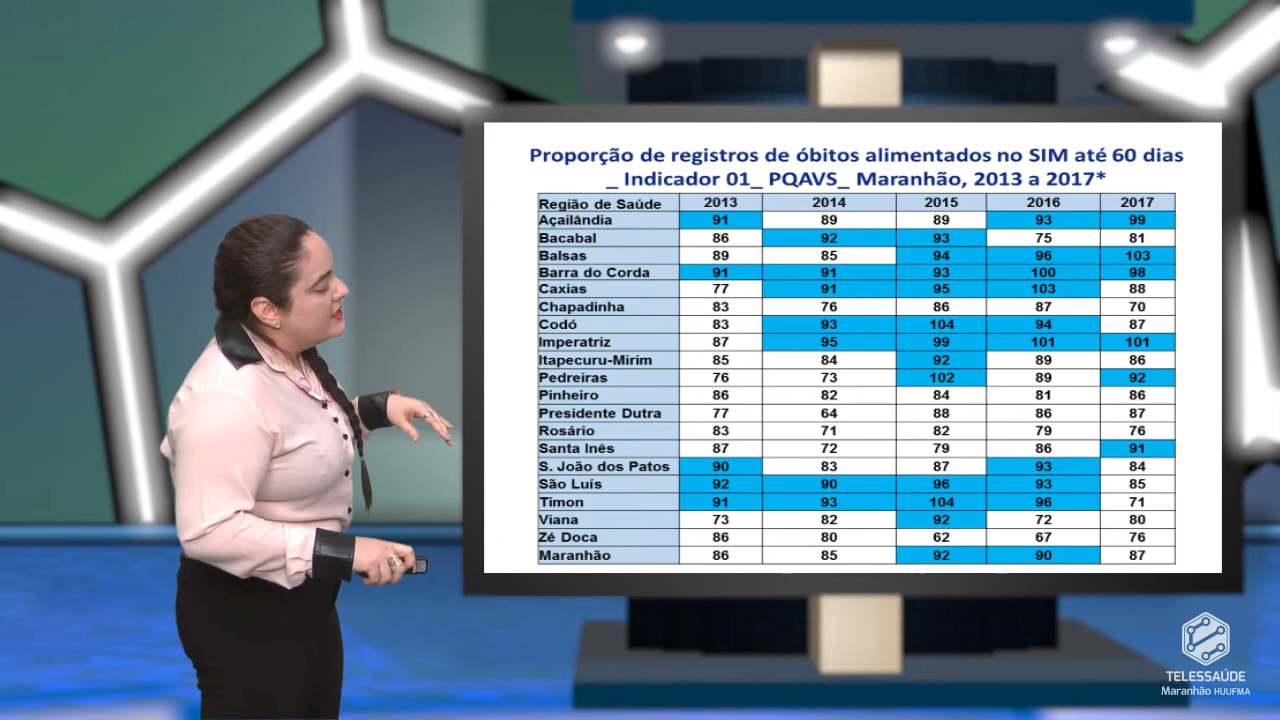 Proporção de registros de óbitos alimentados no SIM até 60 dias
_ Indicador 01_ PQAVS_ Maranhão, 2013 a 2017*
Região de Saúde 2013 2014 2015 2016 2017
Açailândia 91 89 89 93 99
Bacabal 86 92 93 75 81
Balsas 89 85 94 96 103
Barra do Corda 91 91 93 100 98
Caxias 77 91 95 103 88
Chapadinha 83 76 86 87 70
Codó 83 93 104 94 87
Imperatriz 87 95 99 101 101
Itapecuru-Mirim 85 84 92 89 86
Pedreiras 76 73 102 89 92
Pinheiro 86 82 84 81 86
Presidente Dutra 77 64 88 86 87
Rosário 83 71 82 79 76
Santa Inês 87 72 79 86 91
S. João dos Patos 90 83 87 93 84
São Luís 92 90 96 93 85
Timon 91 93 104 96 71
Viana 73 82 92 72 80
Zé Doca 86 80 62 67 76
Maranhão 86 85 92 90 87
TELESSAÚDE
Maranhão HUUFMA